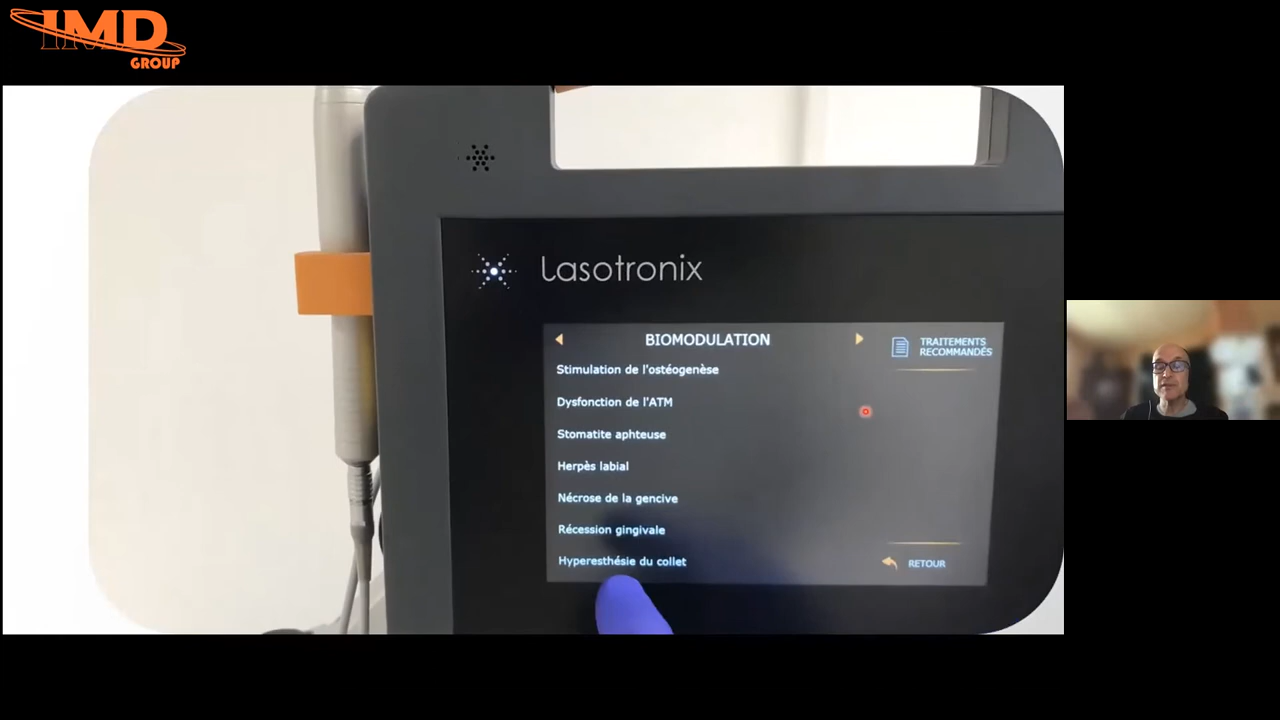 IMD
GROUP
Lasotronix
BIOMODULATION
TRAITEMENTS
RECOMMANDÉS
Stimulation de l'ostéogenèse
Dysfonction de l'ATM
Stomatite aphteuse
Herpès labial
Nécrose de la gencive
Récession gingivale
Hyperesthésie du collet
RETOUR